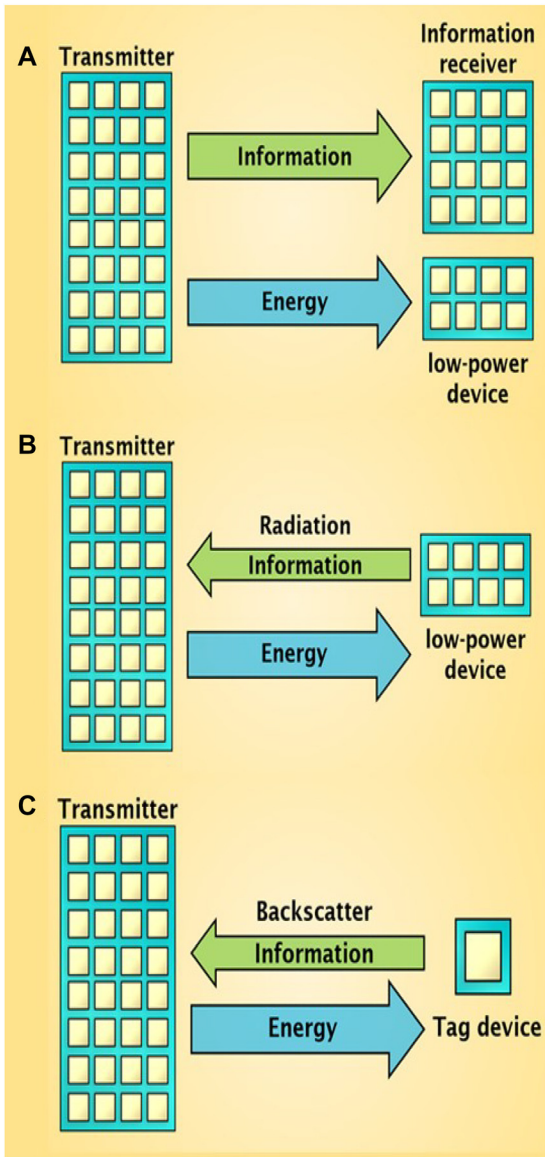 A
Transmitter
Information
receiver
Information
Energy
low-power
device
B
Transmitter
Radiation
Information
Energy
low-power
device
C
Transmitter
Backscatter
Information
Energy
Tag device